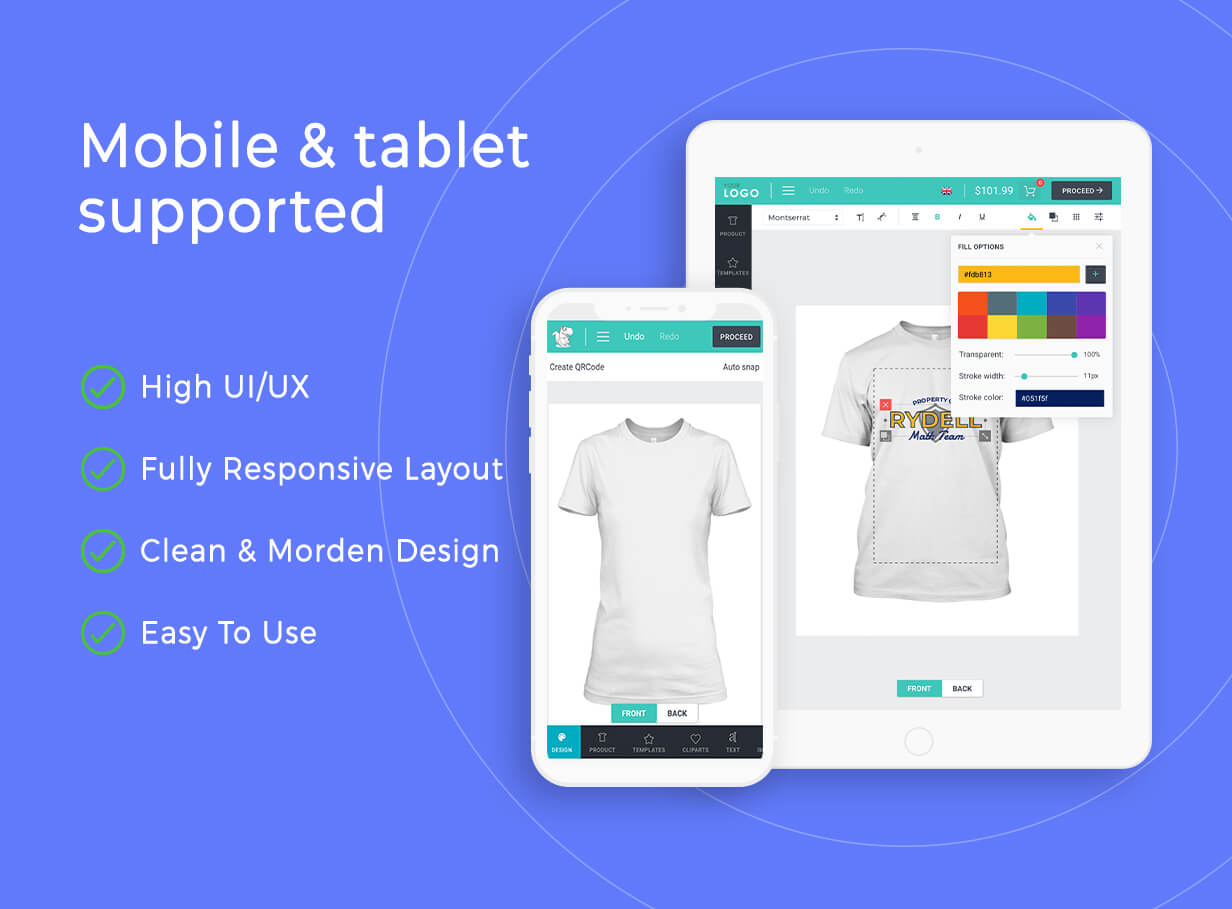 Mobile & tablet
supported
High UI/UX
Fully Responsive Layout
Clean & Morden Design
Easy To Use
YOUR
LOGO
Undo Redo
$101.99
0
PROCEED
PRODUCT
TEMPLATES
Montserrat
T B I U
FILL OPTIONS
#fdb813
+
Transparent: 100%
Stroke width: 11px
Stroke color: #051f5f
PROPERTY O
RYDELL
Math Team
FRONT BACK
Undo Redo PROCEED
Create QRCode Auto snap
FRONT BACK
DESIGN PRODUCT TEMPLATES CLIPARTS TEXT